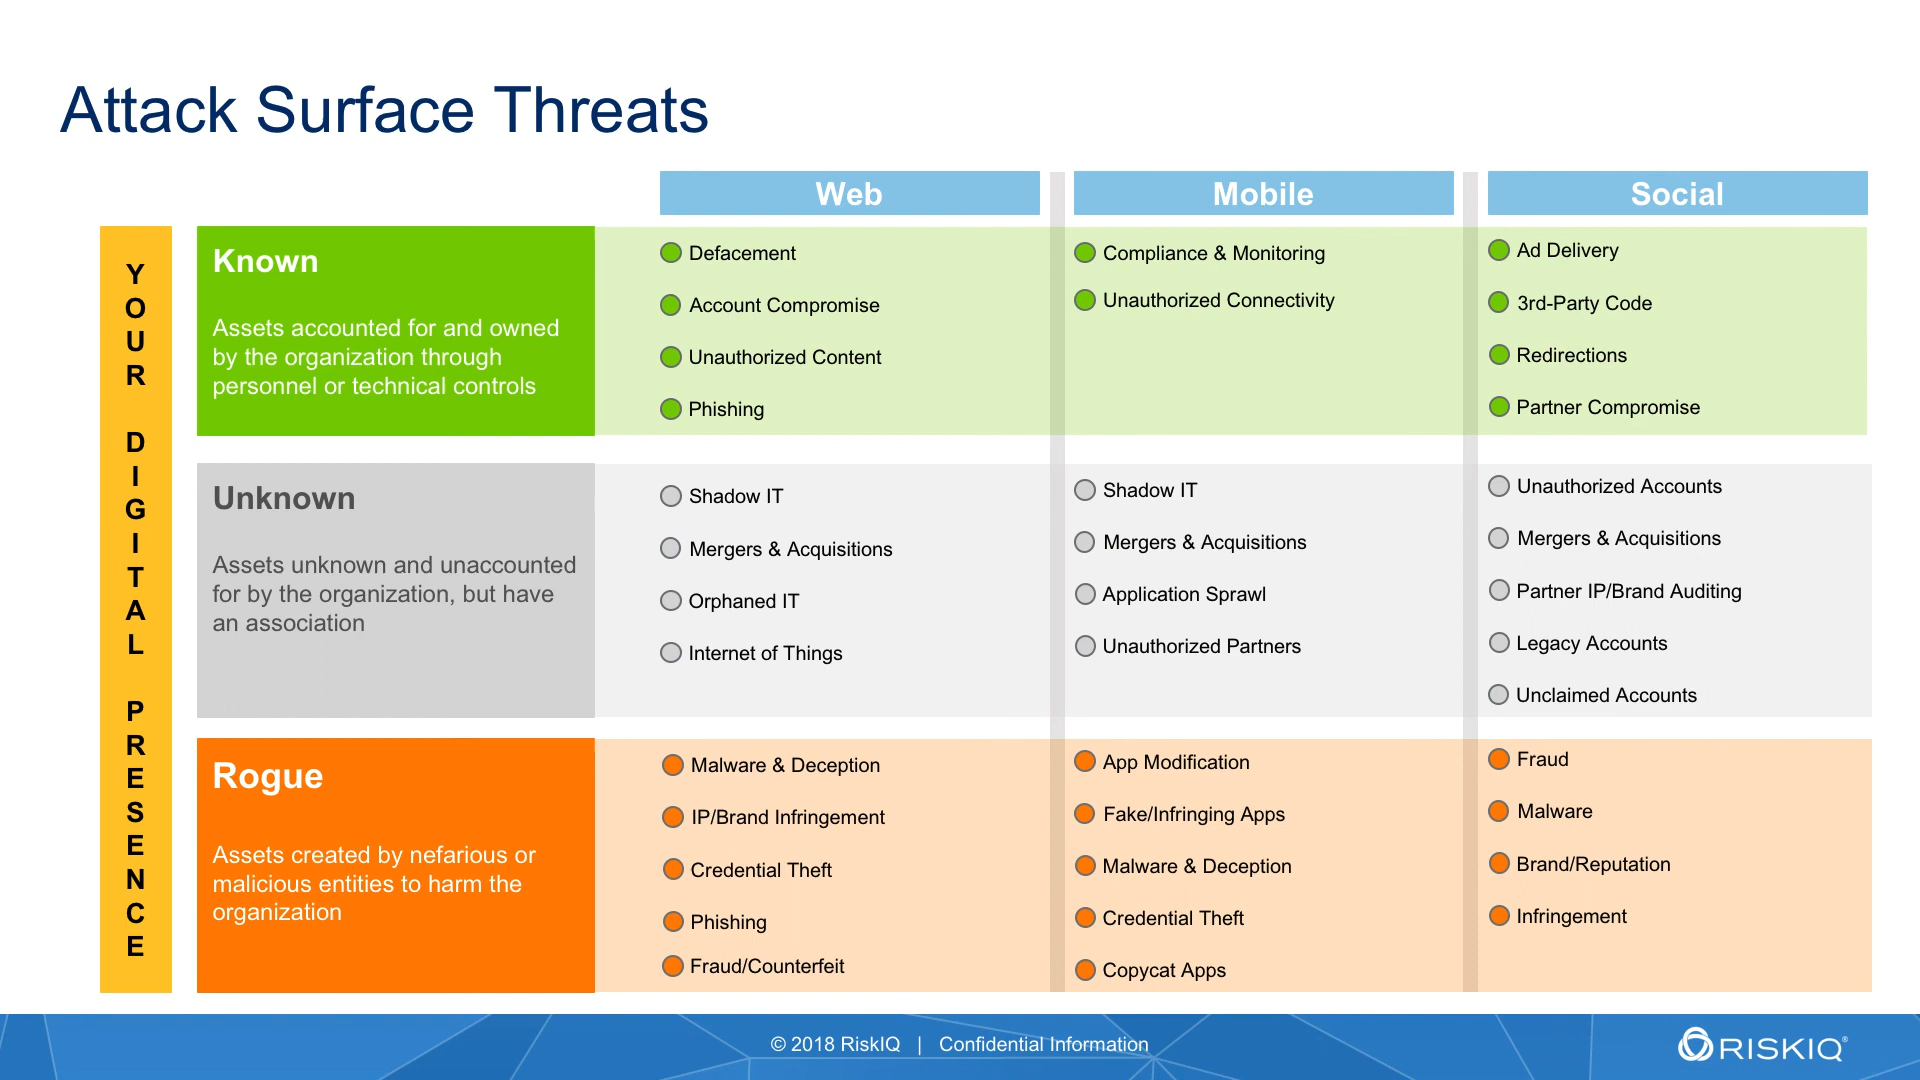 Attack Surface Threats
Web
Mobile
Social
YOUR DIGITAL PRESENCE
Known
Assets accounted for and owned
by the organization through
personnel or technical controls
Defacement
Account Compromise
Unauthorized Content
Phishing
Compliance & Monitoring
Unauthorized Connectivity
Ad Delivery
3rd-Party Code
Redirections
Partner Compromise
Unknown
Assets unknown and unaccounted
for by the organization, but have
an association
Shadow IT
Mergers & Acquisitions
Orphaned IT
Internet of Things
Shadow IT
Mergers & Acquisitions
Application Sprawl
Unauthorized Partners
Unauthorized Accounts
Mergers & Acquisitions
Partner IP/Brand Auditing
Legacy Accounts
Unclaimed Accounts
Rogue
Assets created by nefarious or
malicious entities to harm the
organization
Malware & Deception
IP/Brand Infringement
Credential Theft
Phishing
Fraud/Counterfeit
App Modification
Fake/Infringing Apps
Malware & Deception
Credential Theft
Copycat Apps
Fraud
Malware
Brand/Reputation
Infringement
© 2018 RiskIQ | Confidential Information
RISKIQ®